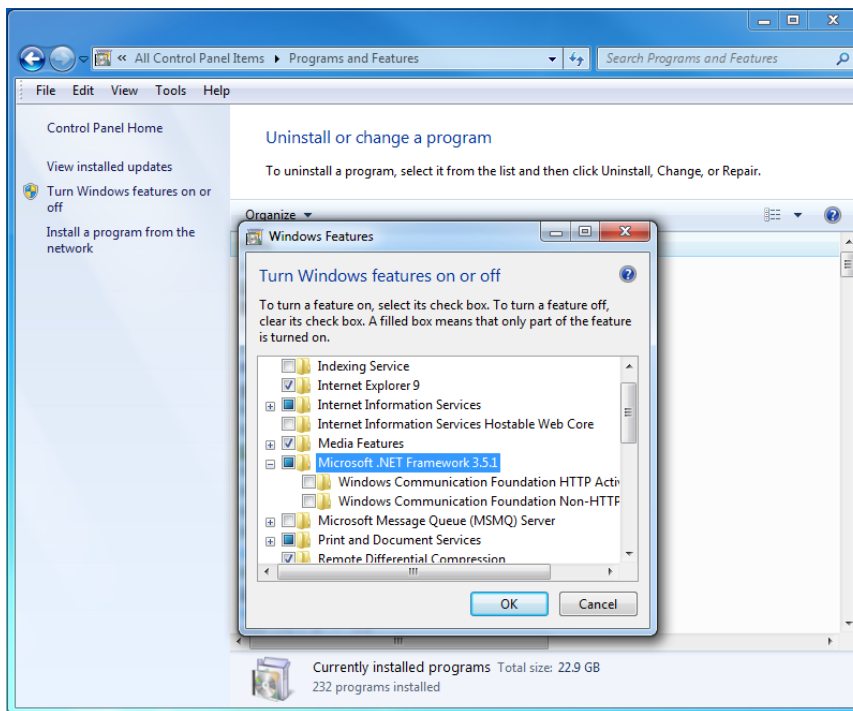 « All Control Panel Items ▸ Programs and Features
Search Programs and Features
File Edit View Tools Help
Control Panel Home
View installed updates
Turn Windows features on or
off
Install a program from the
network
Uninstall or change a program
To uninstall a program, select it from the list and then click Uninstall, Change, or Repair.
Organize
Windows Features
Turn Windows features on or off
To turn a feature on, select its check box. To turn a feature off,
clear its check box. A filled box means that only part of the feature
is turned on.
Indexing Service
Internet Explorer 9
Internet Information Services
Internet Information Services Hostable Web Core
Media Features
Microsoft .NET Framework 3.5.1
Windows Communication Foundation HTTP Activ
Windows Communication Foundation Non-HTTP
Microsoft Message Queue (MSMQ) Server
Print and Document Services
Remote Differential Compression
OK Cancel
Currently installed programs Total size: 22.9 GB
232 programs installed